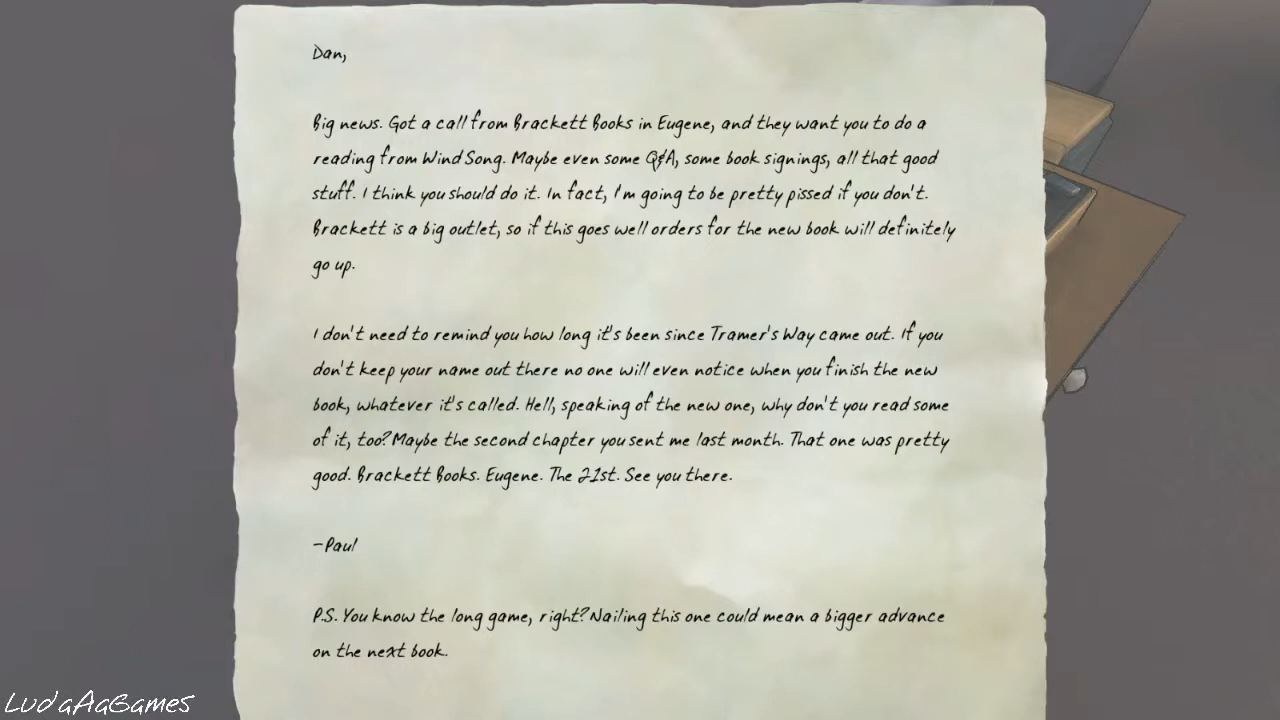 Dan,
Big news. Got a call from Brackett Books in Eugene, and they want you to do a
reading from Wind Song. Maybe even some Q&A, some book signings, all that good
stuff. I think you should do it. In fact, I'm going to be pretty pissed if you don't.
Brackett is a big outlet, so if this goes well orders for the new book will definitely
go up.
I don't need to remind you how long it's been since Tramer's Way came out. If you
don't keep your name out there no one will even notice when you finish the new
book, whatever it's called. Hell, speaking of the new one, why don't you read some
of it, too? Maybe the second chapter you sent me last month. That one was pretty
good. Brackett Books. Eugene. The 21st. See you there.
-Paul
P.S. You know the long game, right? Nailing this one could mean a bigger advance
on the next book.
LudaAaGames